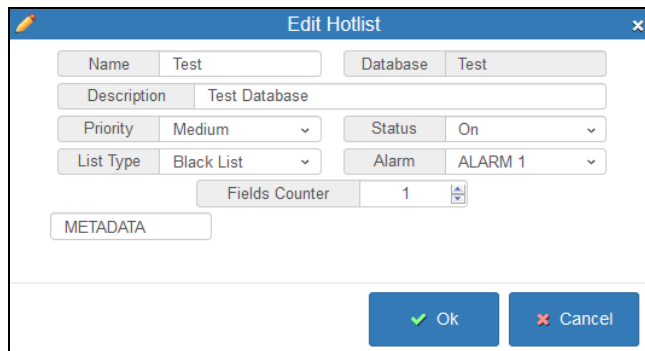 Edit Hotlist
Name Test Database Test
Description Test Database
Priority Medium Status On
List Type Black List Alarm ALARM 1
Fields Counter 1
METADATA
Ok Cancel